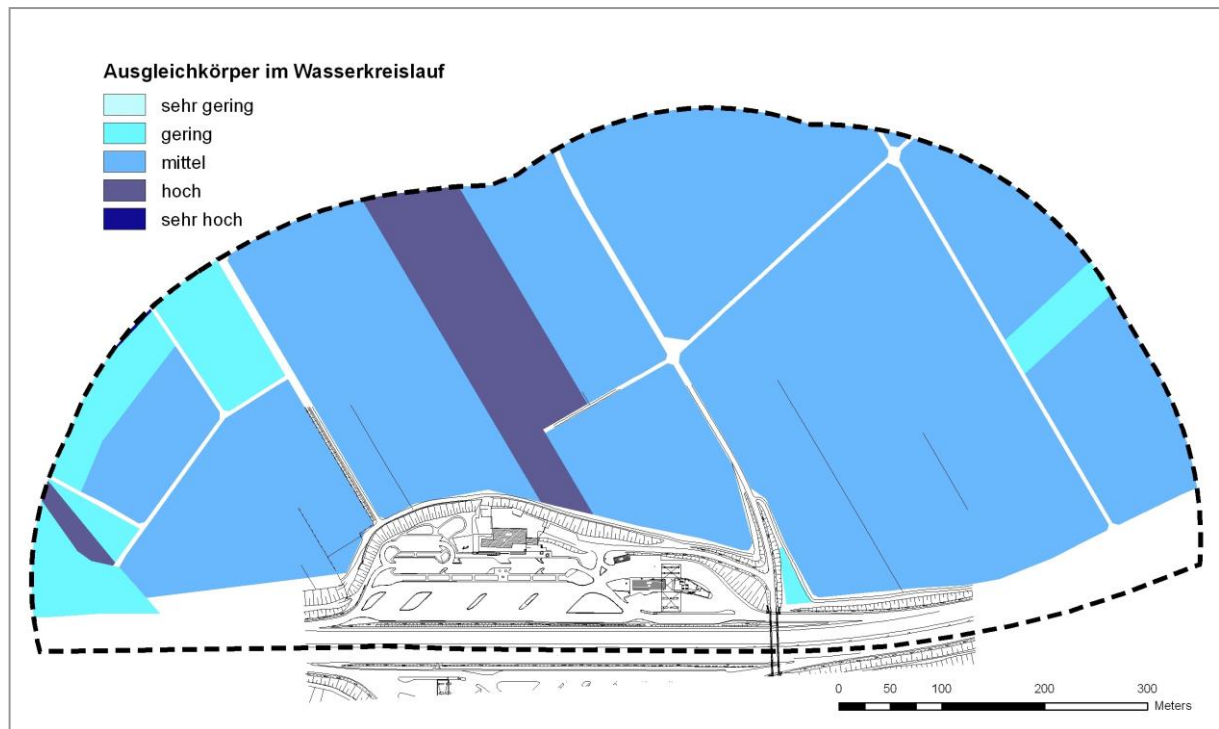 Ausgleichkörper im Wasserkreislauf
sehr gering
gering
mittel
hoch
sehr hoch
0 50 100 200 300
Meters